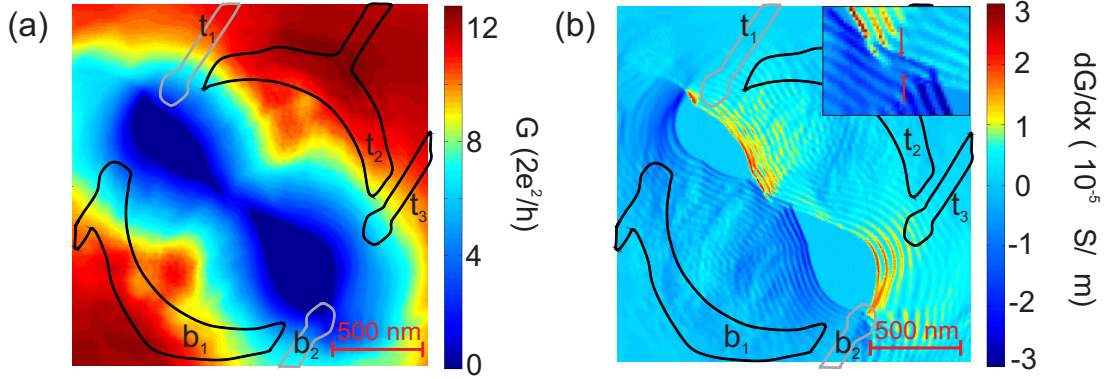 (a)
t₁
t₂
t₃
b₁
b₂
500 nm
12
8
4
0
G (2e²/h)
(b)
t₁
t₂
t₃
b₁
b₂
500 nm
3
2
1
0
-1
-2
-3
dG/dx ( 10⁻⁵ S/ m)